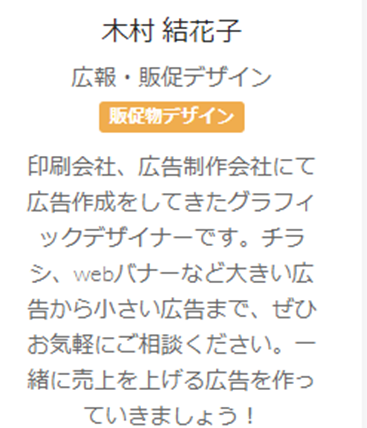 木村 結花子
広報・販促デザイン
販促物デザイン
印刷会社、広告制作会社にて
広告作成をしてきたグラフィ
ックデザイナーです。チラ
シ、webバナーなど大きい広
告から小さい広告まで、ぜひ
お気軽にご相談ください。一
緒に売上を上げる広告を作っ
ていきましょう！